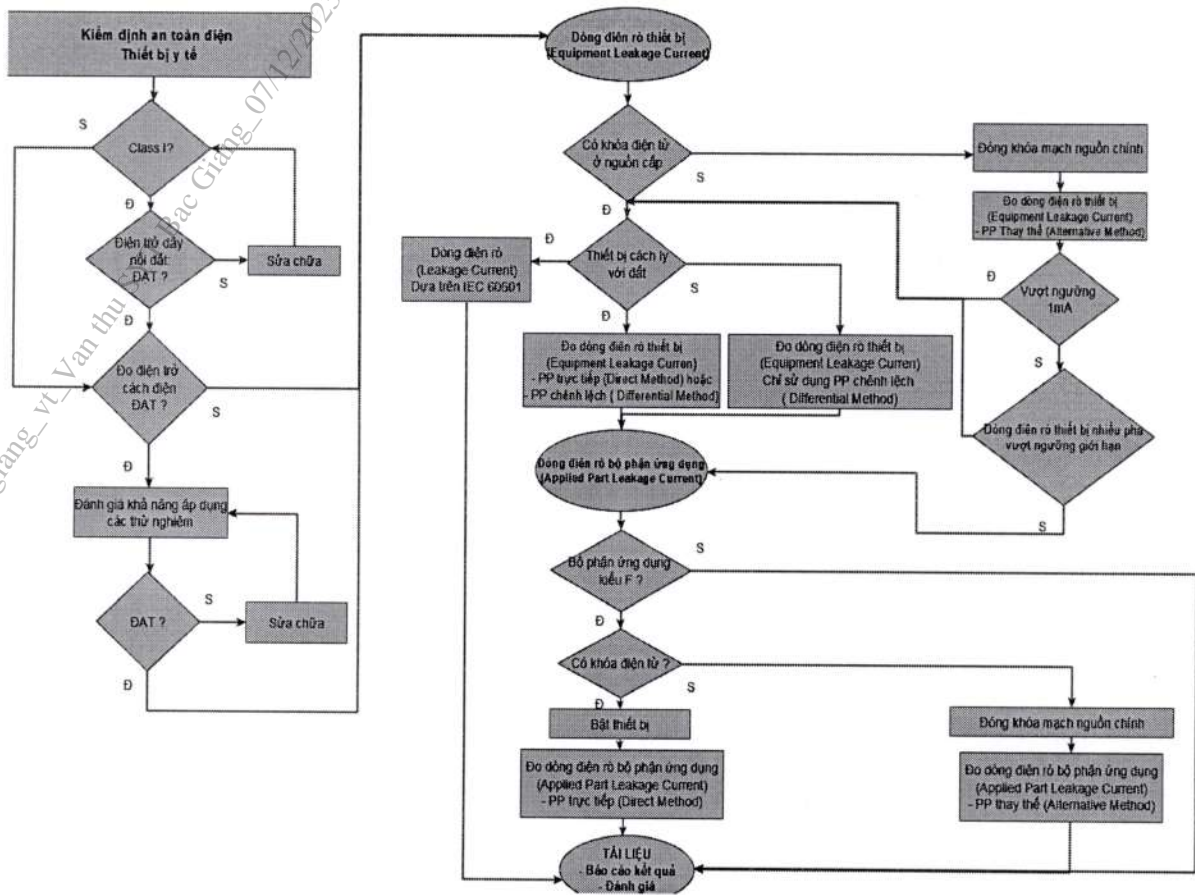 Kiểm định an toàn điện
Thiết bị y tế
S
Class I?
Đ
Điện trở dây
nối đất:
ĐẠT ?
S
Sửa chữa
Đ
Đo điện trở
cách điện
ĐẠT ?
S
Đ
Đánh giá khả năng áp dụng
các thử nghiệm
ĐẠT ?
S
Sửa chữa
Đ
Dòng điện rò thiết bị
(Equipment Leakage Current)
Có khóa điện từ
ở nguồn cấp
S
Đ
Đóng khóa mạch nguồn chính
Đo dòng điện rò thiết bị
(Equipment Leakage Current)
- PP Thay thế (Alternative Method)
Đ
Vượt ngưỡng
1mA
S
Dòng điện rò thiết bị nhiều pha
vượt ngưỡng giới hạn
S
Thiết bị cách ly
với đất
Đ
S
Dòng điện rò
(Leakage Current)
Dựa trên IEC 60601
Đ
Đo dòng điện rò thiết bị
(Equipment Leakage Curren)
- PP trực tiếp (Direct Method) hoặc
- PP chênh lệch ( Differential Method)
Đo dòng điện rò thiết bị
(Equipment Leakage Curren)
Chỉ sử dụng PP chênh lệch
( Differential Method)
Dòng điện rò bộ phận ứng dụng
(Applied Part Leakage Current)
Bộ phận ứng dụng
kiểu F ?
S
Đ
Có khóa điện từ ?
S
Đ
Bật thiết bị
Đo dòng điện rò bộ phận ứng dụng
(Applied Part Leakage Current)
- PP trực tiếp (Direct Method)
Đóng khóa mạch nguồn chính
Đo dòng điện rò bộ phận ứng dụng
(Applied Part Leakage Current)
- PP thay thế (Alternative Method)
TÀI LIỆU
- Báo cáo kết quả
- Đánh giá
giang_vt_Van thu
Bac Giang_07/12/2023